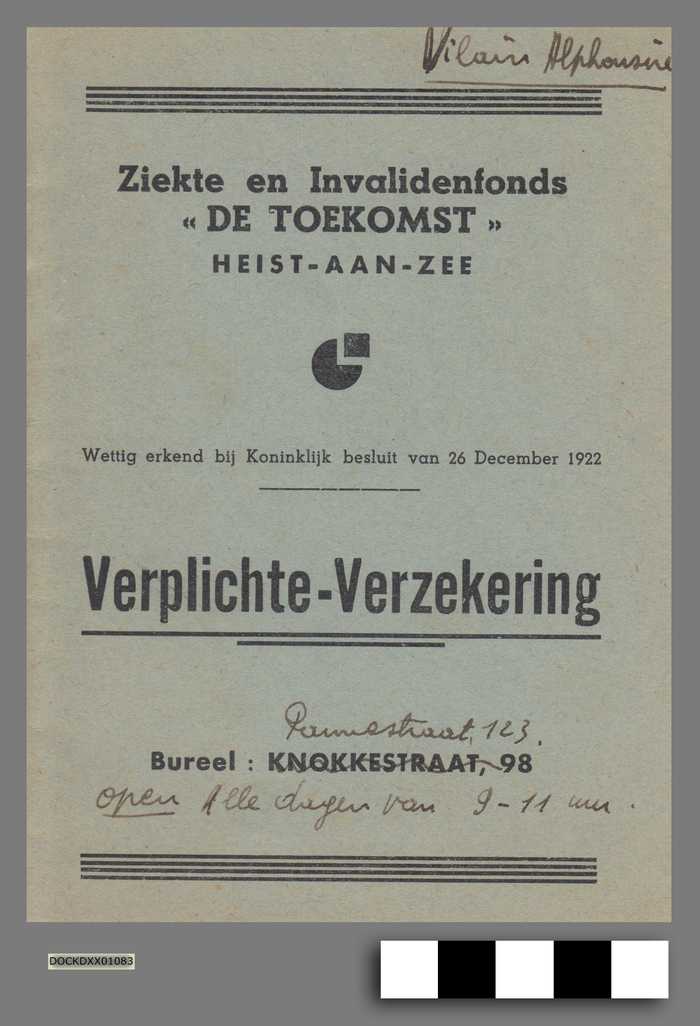 Vilain Alphonsine
Ziekte en Invalidenfonds
« DE TOEKOMST »
HEIST-AAN-ZEE
Wettig erkend bij Koninklijk besluit van 26 December 1922
Verplichte-Verzekering
Pannestraat, 123.
Bureel : KNOKKESTRAAT, 98
open Alle dagen van 9-11 uur.
DOCKDXX01083